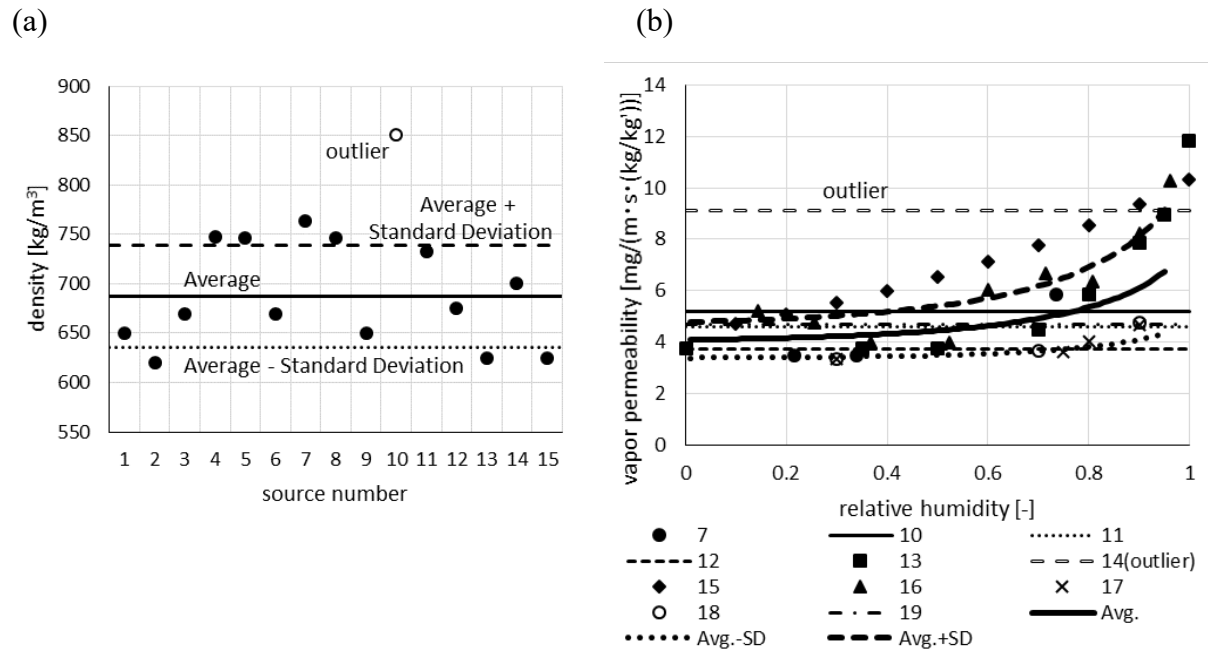 (a)
900
850
800
750
700
650
600
550
density [kg/m³]
outlier
Average +
Standard Deviation
Average
Average - Standard Deviation
1 2 3 4 5 6 7 8 9 10 11 12 13 14 15
source number
(b)
14
12
10
8
6
4
2
0
vapor permeability [mg/(m・s・(kg/kg'))]
outlier
0 0.2 0.4 0.6 0.8 1
relative humidity [-]
7 10 11
12 13 14(outlier)
15 16 17
18 19 Avg.
Avg.-SD Avg.+SD